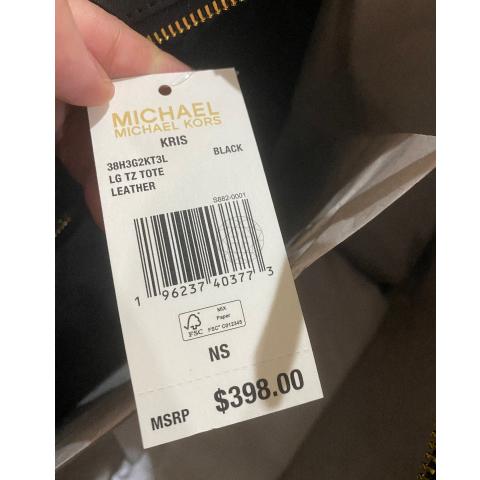 MICHAEL
MICHAEL KORS
KRIS
38H3G2KT3L BLACK
LG TZ TOTE
LEATHER
S882-0001
1 96237 40377 3
FSC
MIX
Paper
FSC® C012345
NS
MSRP $398.00